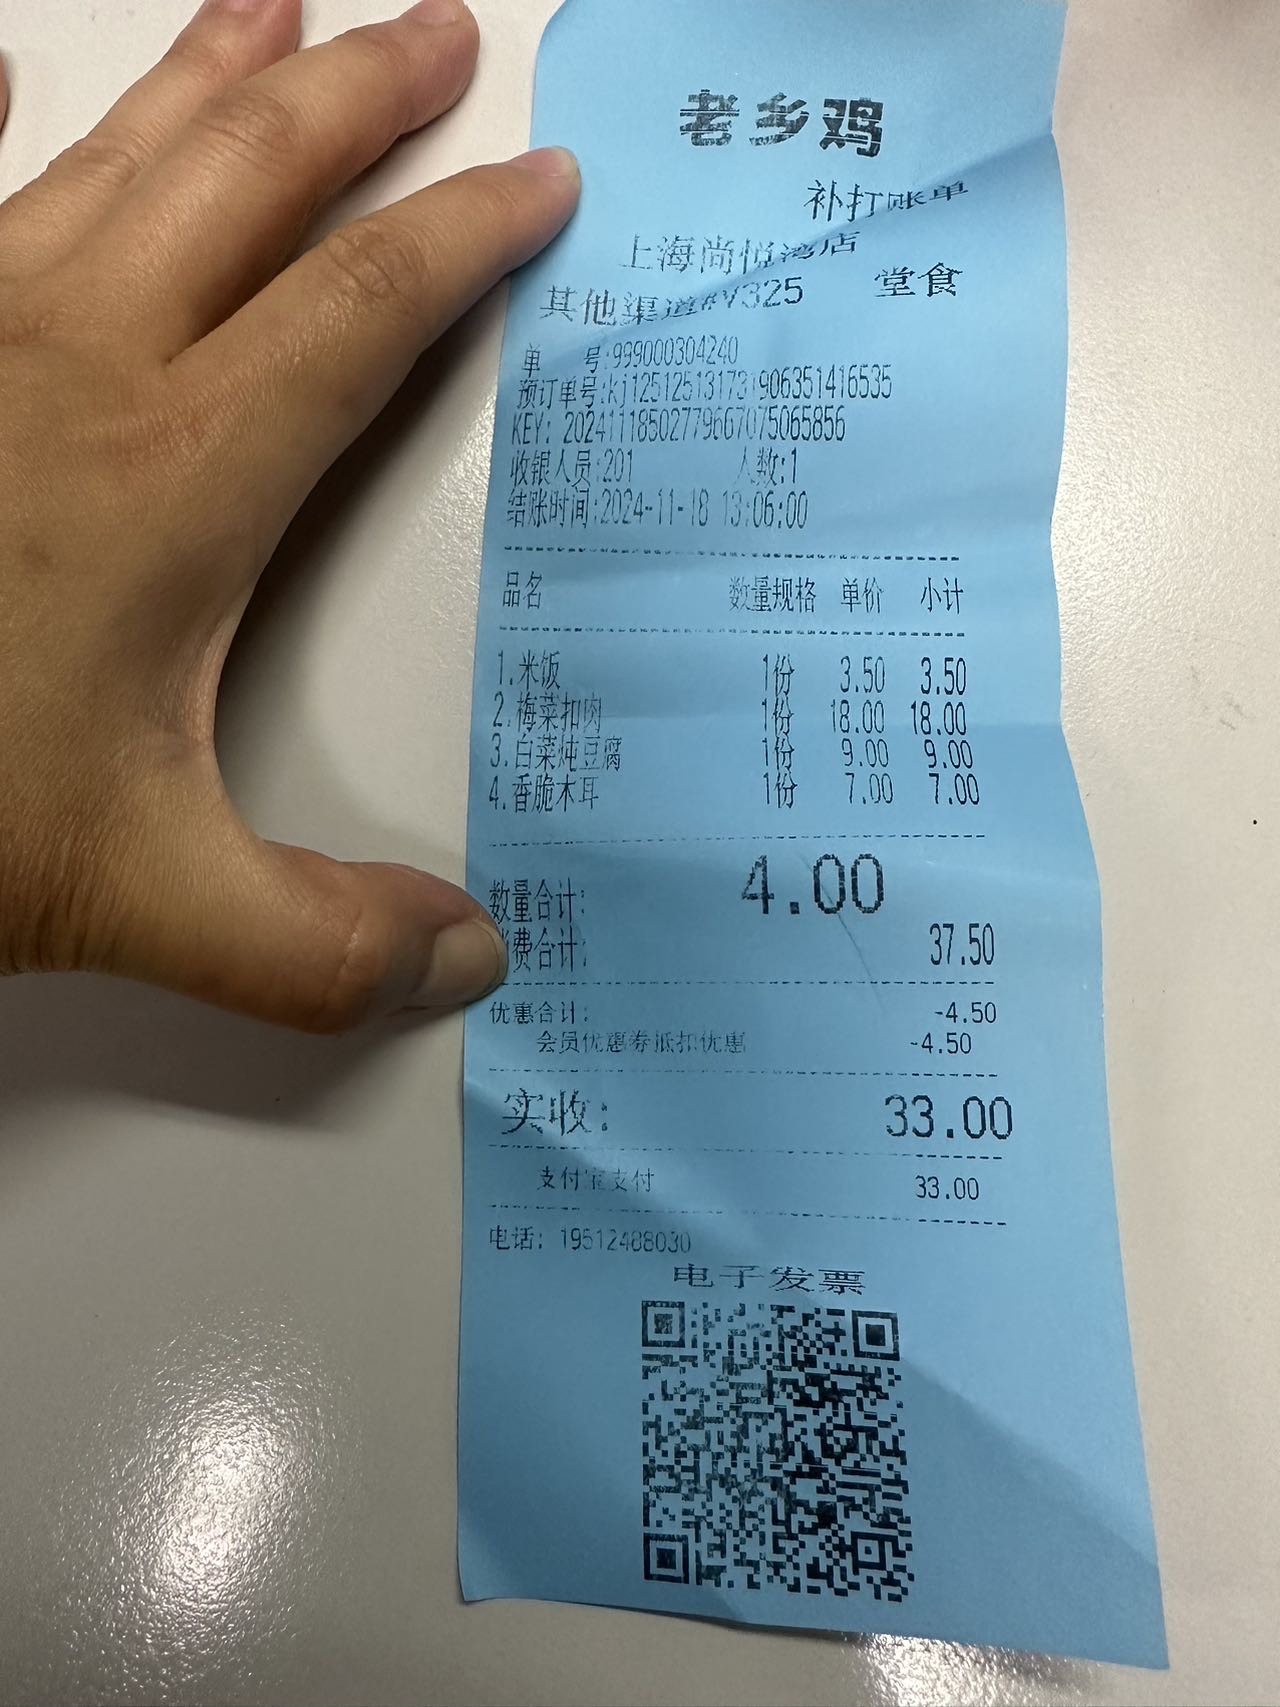 老乡鸡
补打账单
上海尚恒湾店
其他渠道#V325 堂食
单 号:999000304240
预订单号:kj1251251317319063514165​35
KEY: 2024111850277966707506​5856
收银人员:201 人数:1
结账时间:2024-11-18 13:06:00
品名 数量规格 单价 小计
1.米饭 1份 3.50 3.50
2.梅菜扣肉 1份 18.00 18.00
3.白菜炖豆腐 1份 9.00 9.00
4.香脆木耳 1份 7.00 7.00
数量合计: 4.00
费合计: 37.50
优惠合计: -4.50
会员优惠券抵扣优惠 -4.50
实收: 33.00
支付宝支付 33.00
电话: 19512488030
电子发票